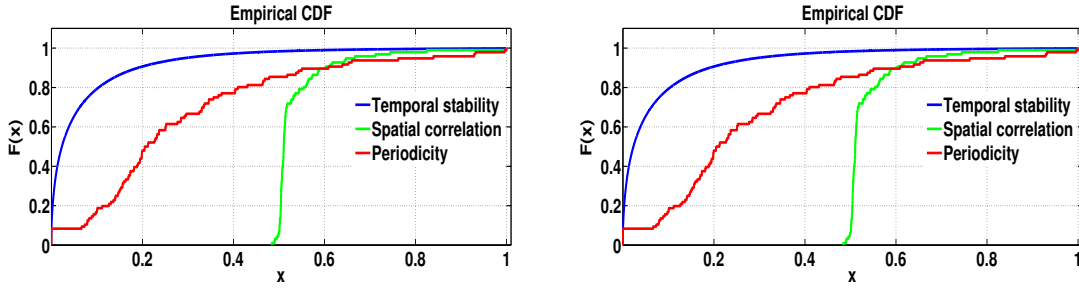 Empirical CDF
F(x)
1
0.8
0.6
0.4
0.2
0
Temporal stability
Spatial correlation
Periodicity
0.2 0.4 0.6 0.8 1
x
Empirical CDF
F(x)
1
0.8
0.6
0.4
0.2
0
Temporal stability
Spatial correlation
Periodicity
0.2 0.4 0.6 0.8 1
x